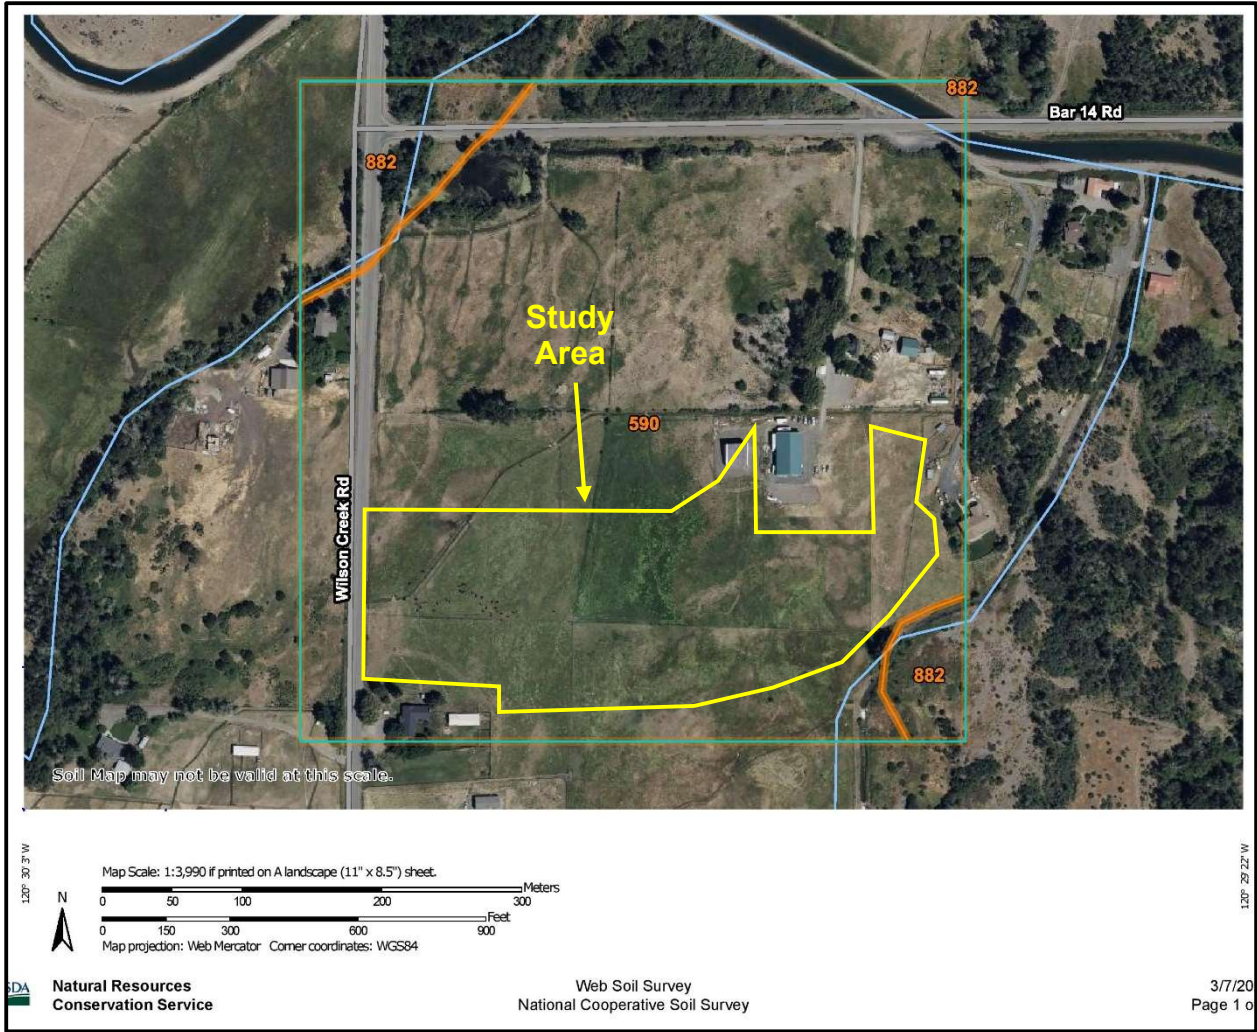 882
Bar 14 Rd
882
Study
Area
590
Wilson Creek Rd
882
Soil Map may not be valid at this scale.
120° 30' 3" W
120° 29' 22" W
Map Scale: 1:3,990 if printed on A landscape (11" x 8.5") sheet.
N
Meters
0 50 100 200 300
Feet
0 150 300 600 900
Map projection: Web Mercator Corner coordinates: WGS84
SDA
Natural Resources
Conservation Service
Web Soil Survey
National Cooperative Soil Survey
3/7/20
Page 1 o